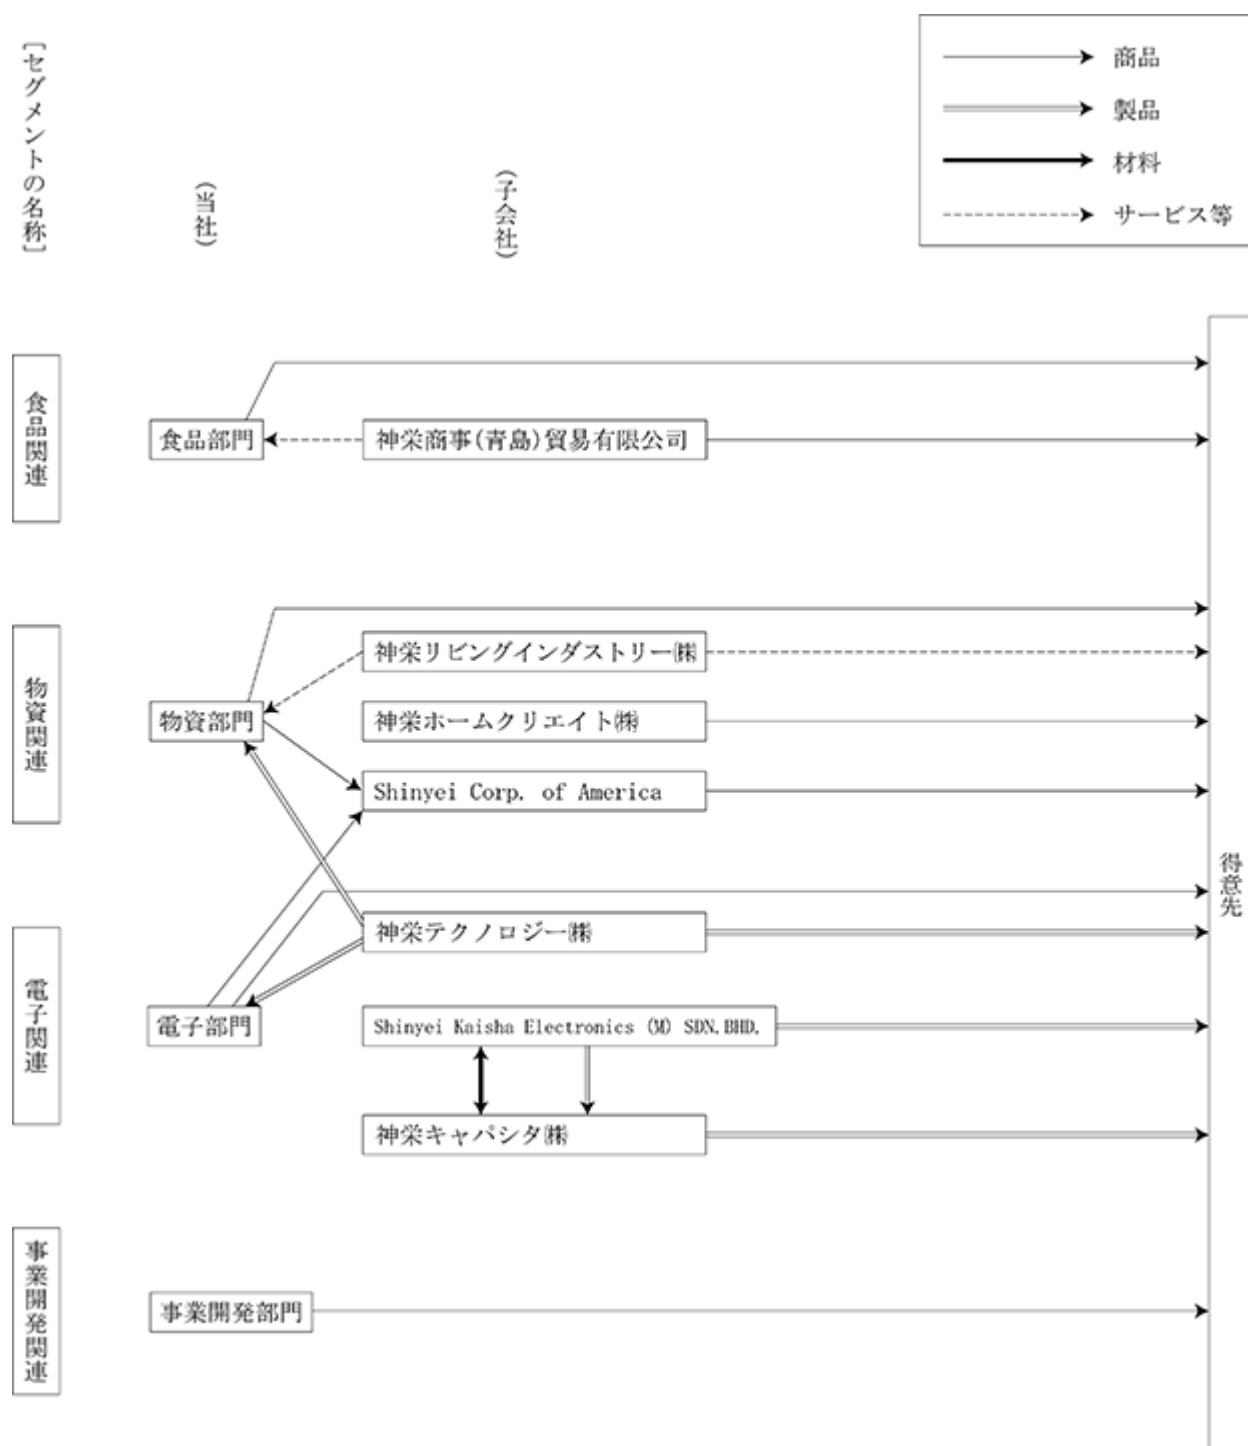 [セグメントの名称]
(当社)
(子会社)
商品
製品
材料
サービス等
食品関連
食品部門
神栄商事(青島)貿易有限公司
物資関連
神栄リビングインダストリー㈱
物資部門
神栄ホームクリエイト㈱
Shinyei Corp. of America
得意先
電子関連
神栄テクノロジー㈱
電子部門
Shinyei Kaisha Electronics (M) SDN.BHD.
神栄キャパシタ㈱
事業開発関連
事業開発部門